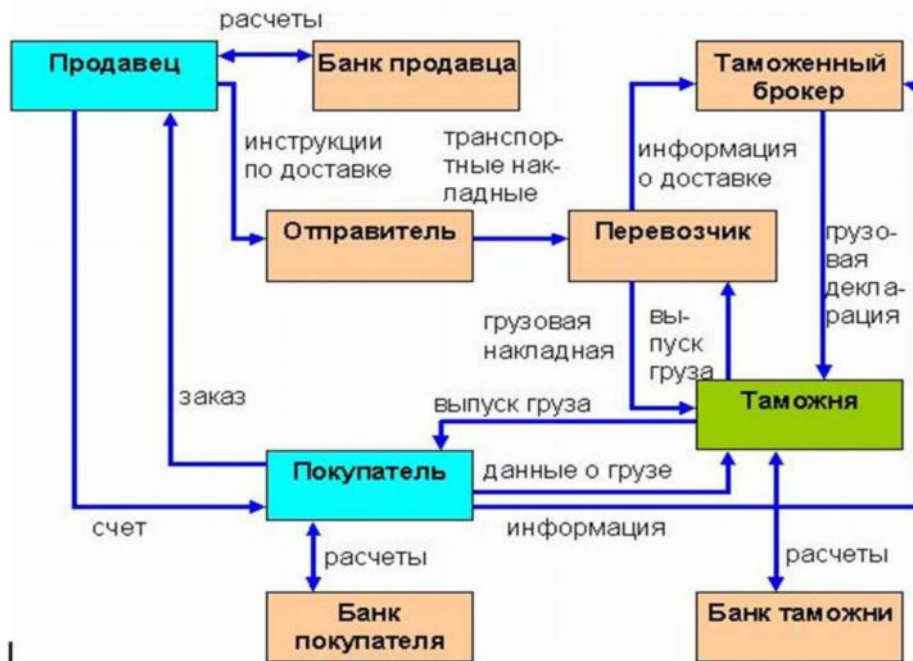 расчеты
Продавец
Банк продавца
Таможенный
брокер
инструкции
по доставке
транспор-
тные нак-
ладные
информация
о доставке
Отправитель
Перевозчик
грузо-
вая
декла-
рация
грузовая
накладная
вы-
пуск
груза
заказ
выпуск груза
Таможня
Покупатель
данные о грузе
счет
информация
расчеты
расчеты
Банк
покупателя
Банк таможни